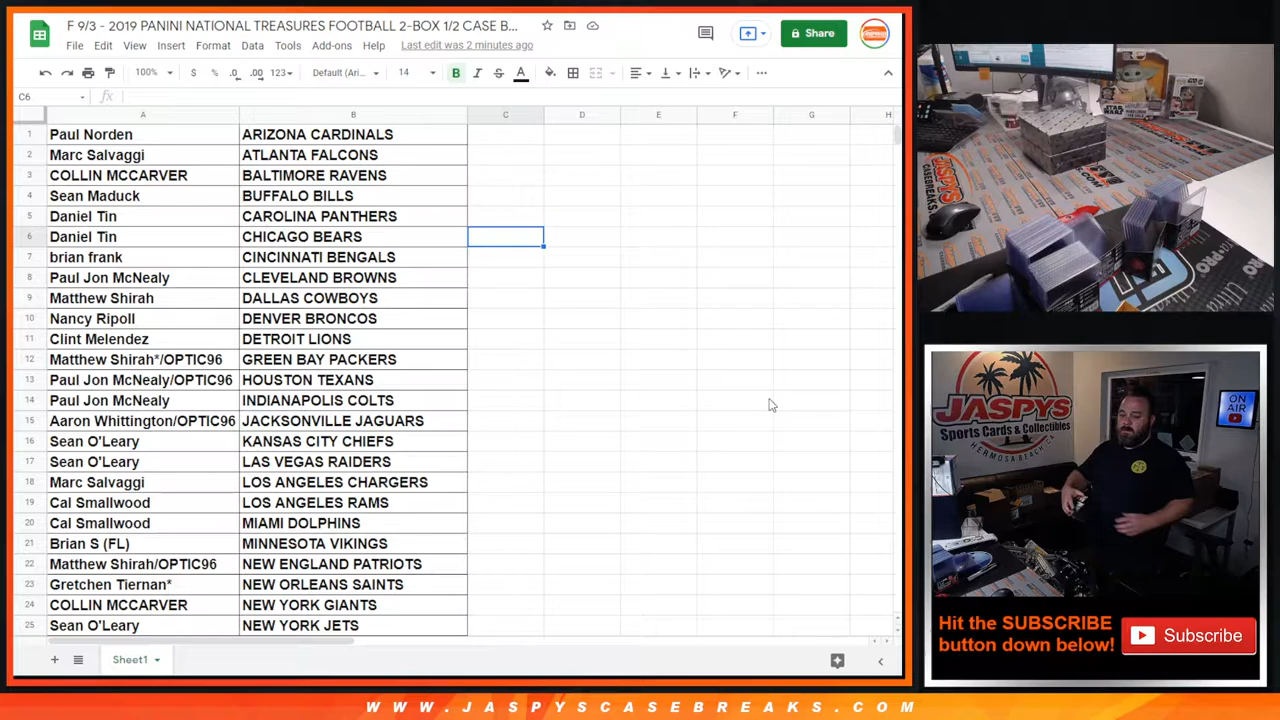 F 9/3 - 2019 PANINI NATIONAL TREASURES FOOTBALL 2-BOX 1/2 CASE B...
File Edit View Insert Format Data Tools Add-ons Help Last edit was 2 minutes ago
Share
100% $ % .0 .00 123 Default (Ari... 14 B I S A
C6 fx
A B C D E F G H
1 Paul Norden ARIZONA CARDINALS
2 Marc Salvaggi ATLANTA FALCONS
3 COLLIN MCCARVER BALTIMORE RAVENS
4 Sean Maduck BUFFALO BILLS
5 Daniel Tin CAROLINA PANTHERS
6 Daniel Tin CHICAGO BEARS
7 brian frank CINCINNATI BENGALS
8 Paul Jon McNealy CLEVELAND BROWNS
9 Matthew Shirah DALLAS COWBOYS
10 Nancy Ripoll DENVER BRONCOS
11 Clint Melendez DETROIT LIONS
12 Matthew Shirah*/OPTIC96 GREEN BAY PACKERS
13 Paul Jon McNealy/OPTIC96 HOUSTON TEXANS
14 Paul Jon McNealy INDIANAPOLIS COLTS
15 Aaron Whittington/OPTIC96 JACKSONVILLE JAGUARS
16 Sean O'Leary KANSAS CITY CHIEFS
17 Sean O'Leary LAS VEGAS RAIDERS
18 Marc Salvaggi LOS ANGELES CHARGERS
19 Cal Smallwood LOS ANGELES RAMS
20 Cal Smallwood MIAMI DOLPHINS
21 Brian S (FL) MINNESOTA VIKINGS
22 Matthew Shirah/OPTIC96 NEW ENGLAND PATRIOTS
23 Gretchen Tiernan* NEW ORLEANS SAINTS
24 COLLIN MCCARVER NEW YORK GIANTS
25 Sean O'Leary NEW YORK JETS
Sheet1
JASPYS
Sports Cards & Collectibles
HERMOSA BEACH CA
ON AIR
Hit the SUBSCRIBE
button down below!
Subscribe
WWW.JASPYSCASEBREAKS.COM